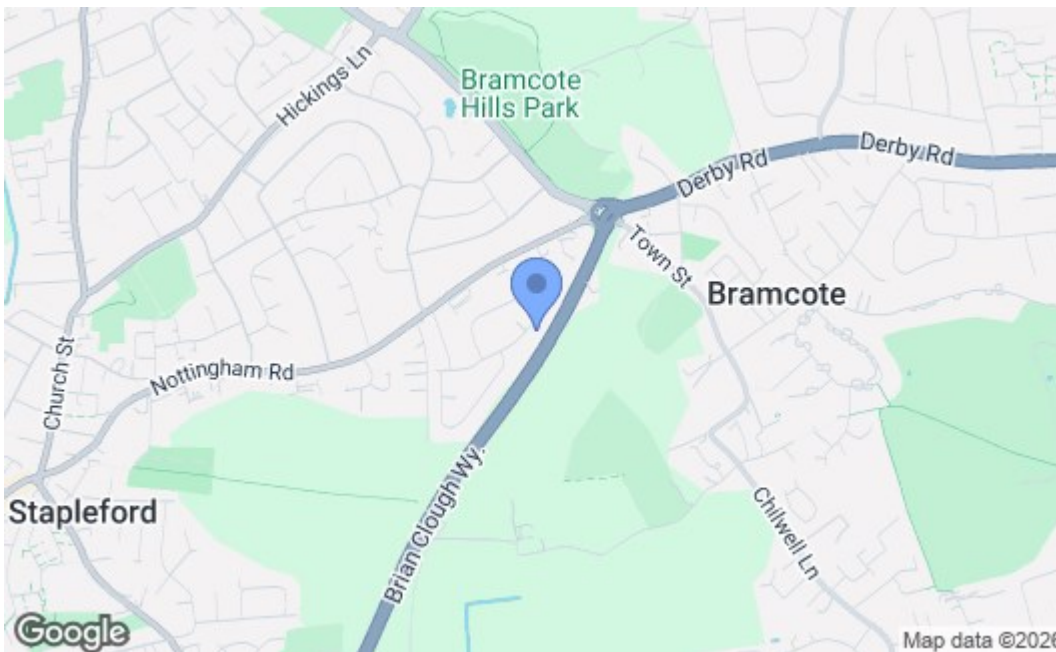 Hickings Ln
Bramcote
Hills Park
Derby Rd
Derby Rd
Town St
Bramcote
Church St
Nottingham Rd
Stapleford
Brian Clough Wy.
Chilwell Ln
Google
Map data ©2026